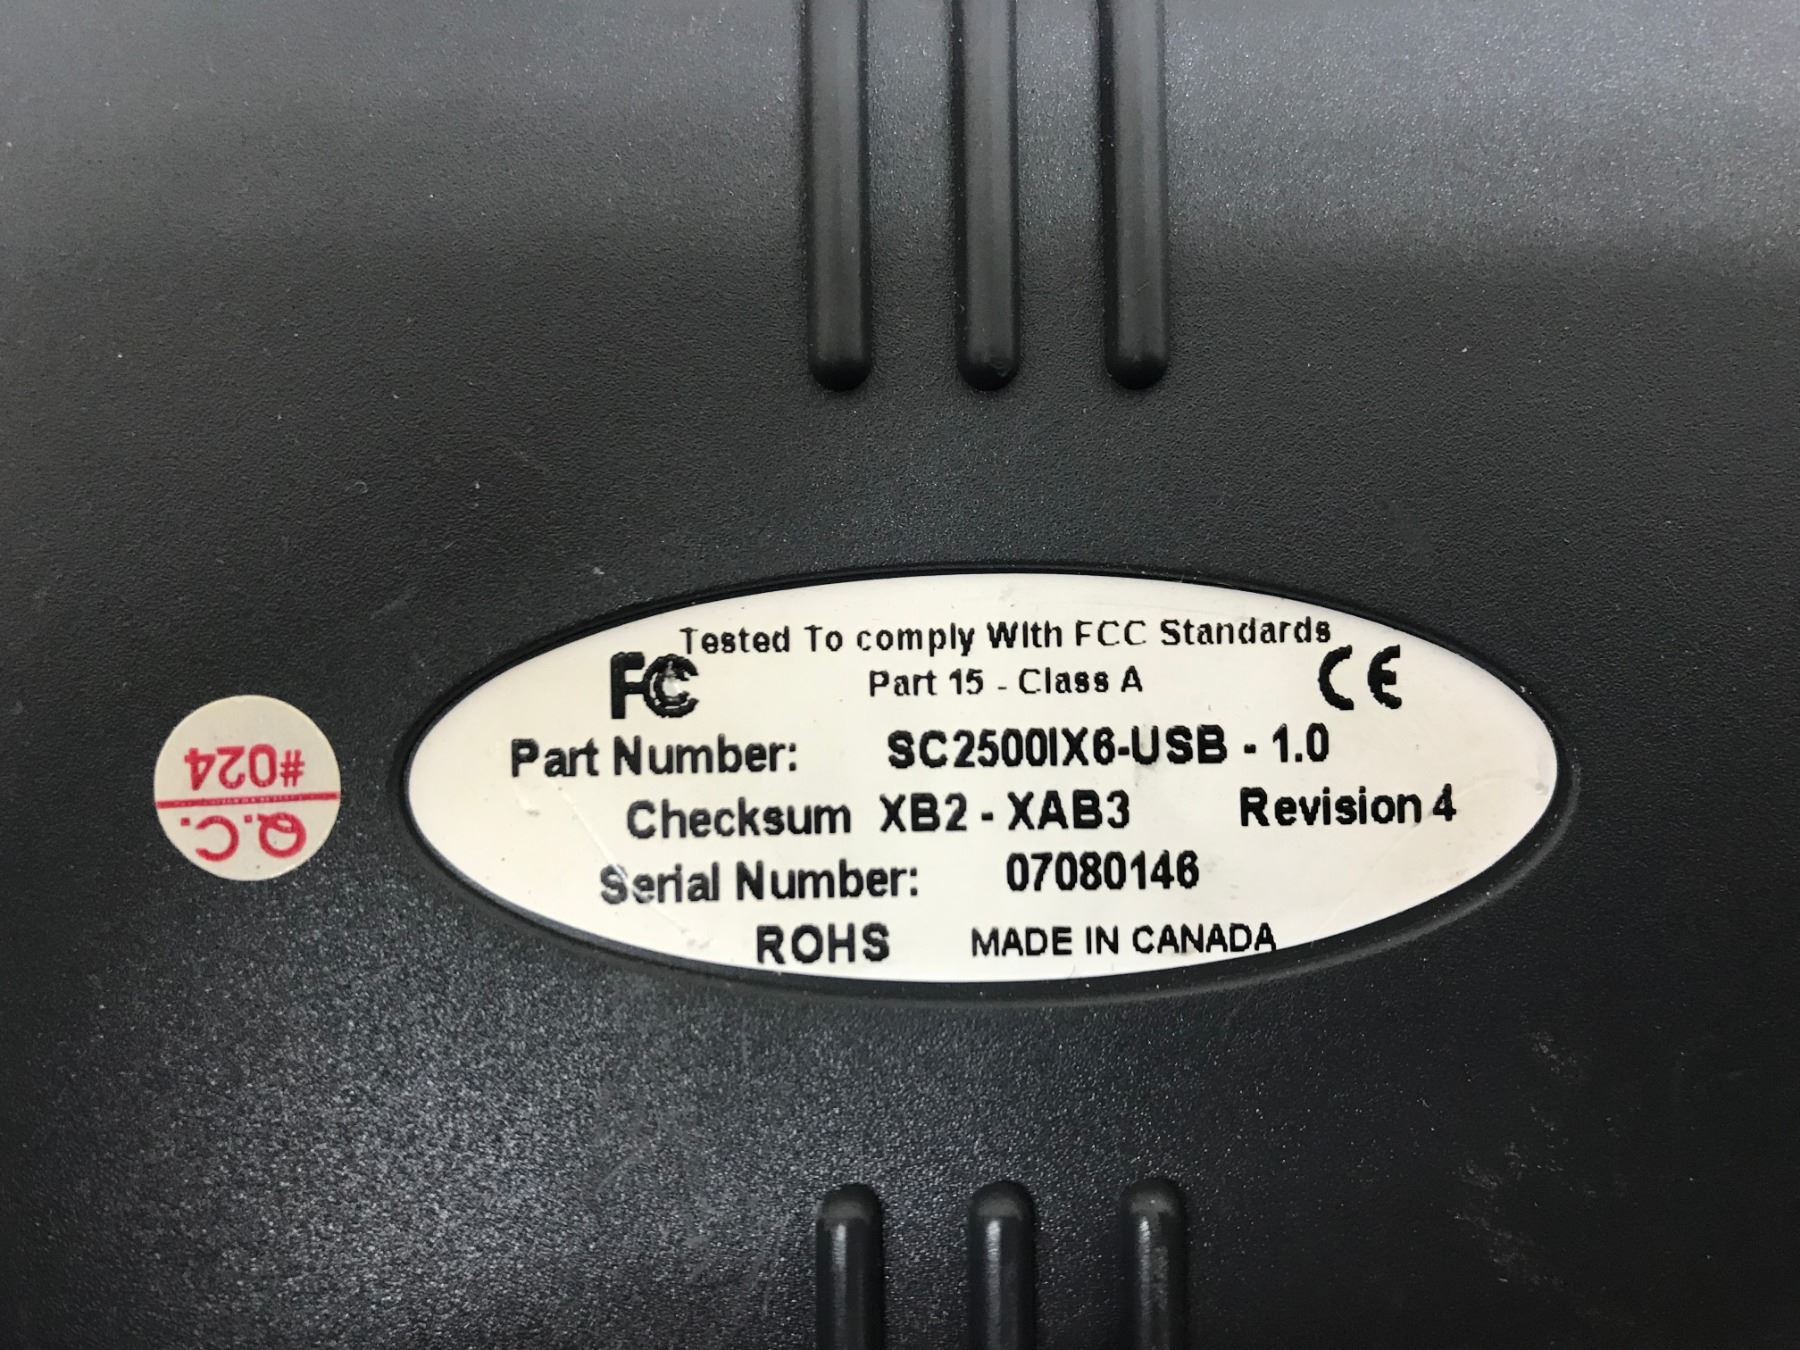 Tested To comply With FCC Standards
FC CE
Part 15 - Class A
Part Number: SC2500IX6-USB - 1.0
Checksum XB2 - XAB3 Revision 4
Serial Number: 07080146
ROHS MADE IN CANADA
Q.C.
#024